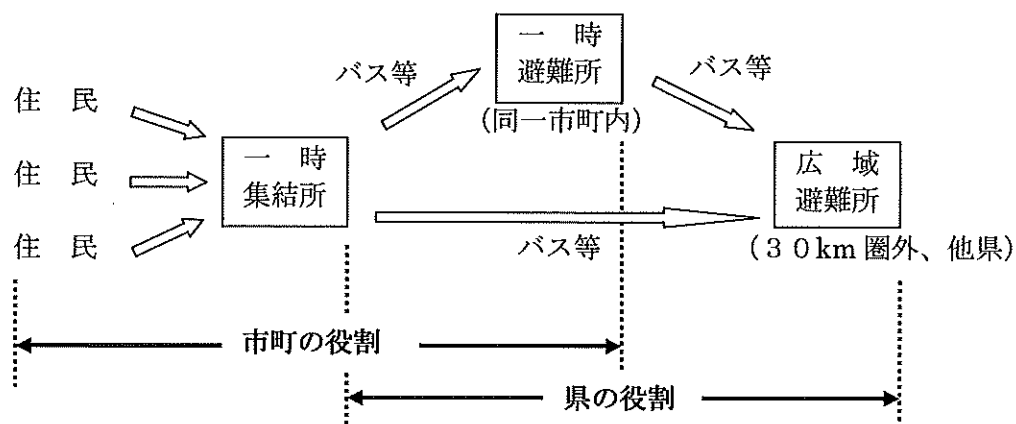 一　時
避難所
(同一市町内)
バス等
バス等
住　民
住　民
住　民
一　時
集結所
広　域
避難所
(３０km圏外、他県)
バス等
市町の役割
県の役割